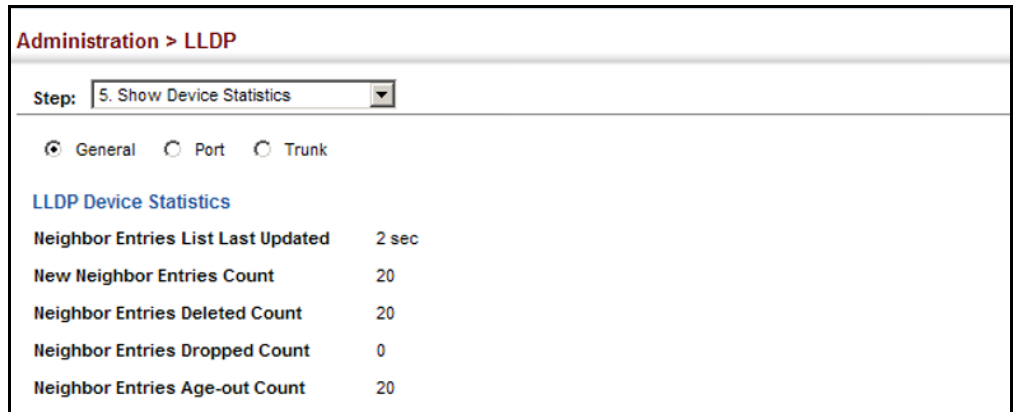 Administration > LLDP
Step: 5. Show Device Statistics
General Port Trunk
LLDP Device Statistics
Neighbor Entries List Last Updated 2 sec
New Neighbor Entries Count 20
Neighbor Entries Deleted Count 20
Neighbor Entries Dropped Count 0
Neighbor Entries Age-out Count 20